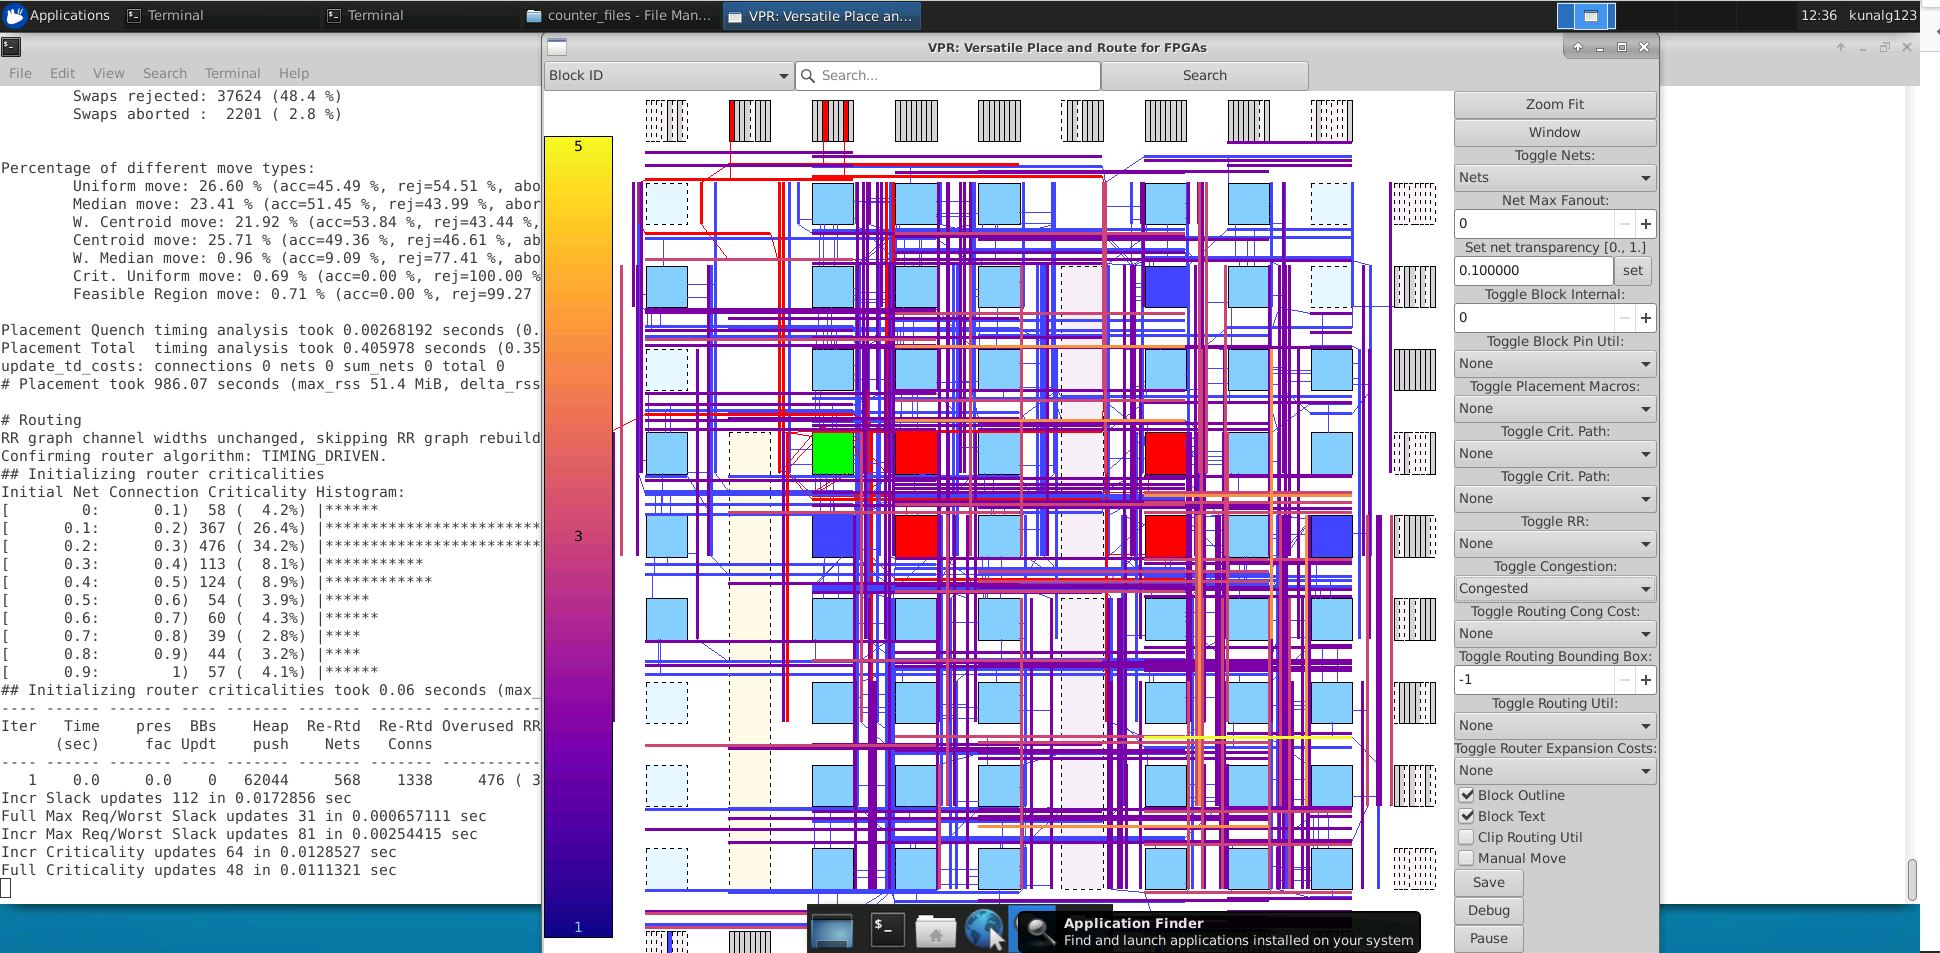 Applications
Terminal
Terminal
counter_files - File Man...
VPR: Versatile Place an...
12:36
kunalg123
File Edit View Search Terminal Help
Swaps rejected: 37624 (48.4 %)
Swaps aborted :  2201 ( 2.8 %)
Percentage of different move types:
Uniform move: 26.60 % (acc=45.49 %, rej=54.51 %, abo
Median move: 23.41 % (acc=51.45 %, rej=43.99 %, abor
W. Centroid move: 21.92 % (acc=53.84 %, rej=43.44 %,
Centroid move: 25.71 % (acc=49.36 %, rej=46.61 %, ab
W. Median move: 0.96 % (acc=9.09 %, rej=77.41 %, abo
Crit. Uniform move: 0.69 % (acc=0.00 %, rej=100.00 %
Feasible Region move: 0.71 % (acc=0.00 %, rej=99.27
Placement Quench timing analysis took 0.00268192 seconds (0.
Placement Total  timing analysis took 0.405978 seconds (0.35
update_td_costs: connections 0 nets 0 sum_nets 0 total 0
# Placement took 986.07 seconds (max_rss 51.4 MiB, delta_rss
# Routing
RR graph channel widths unchanged, skipping RR graph rebuild
Confirming router algorithm: TIMING_DRIVEN.
## Initializing router criticalities
Initial Net Connection Criticality Histogram:
[        0:       0.1)  58 (  4.2%) |******
[      0.1:       0.2) 367 ( 26.4%) |**************************
[      0.2:       0.3) 476 ( 34.2%) |**************************
[      0.3:       0.4) 113 (  8.1%) |***********
[      0.4:       0.5) 124 (  8.9%) |************
[      0.5:       0.6)  54 (  3.9%) |*****
[      0.6:       0.7)  60 (  4.3%) |******
[      0.7:       0.8)  39 (  2.8%) |****
[      0.8:       0.9)  44 (  3.2%) |****
[      0.9:         1)  57 (  4.1%) |******
## Initializing router criticalities took 0.06 seconds (max_
---- ------ ------- ---- ------- ------- ------- -----------
Iter   Time    pres  BBs    Heap  Re-Rtd  Re-Rtd Overused RR
(sec)     fac Updt    push    Nets   Conns
---- ------ ------- ---- ------- ------- ------- -----------
1    0.0     0.0    0   62044     568    1338     476 ( 3
Incr Slack updates 112 in 0.0172856 sec
Full Max Req/Worst Slack updates 31 in 0.000657111 sec
Incr Max Req/Worst Slack updates 81 in 0.00254415 sec
Incr Criticality updates 64 in 0.0128527 sec
Full Criticality updates 48 in 0.0111321 sec
VPR: Versatile Place and Route for FPGAs
Block ID
Search...
Search
5
3
1
Zoom Fit
Window
Toggle Nets:
Nets
Net Max Fanout:
0
Set net transparency [0., 1.]
0.100000 set
Toggle Block Internal:
0
Toggle Block Pin Util:
None
Toggle Placement Macros:
None
Toggle Crit. Path:
None
Toggle Crit. Path:
None
Toggle RR:
None
Toggle Congestion:
Congested
Toggle Routing Cong Cost:
None
Toggle Routing Bounding Box:
-1
Toggle Routing Util:
None
Toggle Router Expansion Costs:
None
Block Outline
Block Text
Clip Routing Util
Manual Move
Save
Debug
Pause
Application Finder
Find and launch applications installed on your system